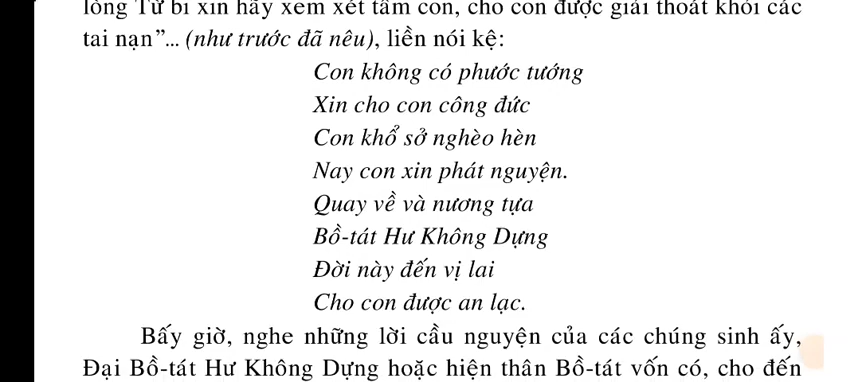 lòng Từ bi xin hãy xem xét tâm con, cho con được giải thoát khỏi các
tai nạn”... (như trước đã nêu), liền nói kệ:
Con không có phước tướng
Xin cho con công đức
Con khổ sở nghèo hèn
Nay con xin phát nguyện.
Quay về và nương tựa
Bồ-tát Hư Không Dựng
Đời này đến vị lai
Cho con được an lạc.
Bấy giờ, nghe những lời cầu nguyện của các chúng sinh ấy,
Đại Bồ-tát Hư Không Dựng hoặc hiện thân Bồ-tát vốn có, cho đến